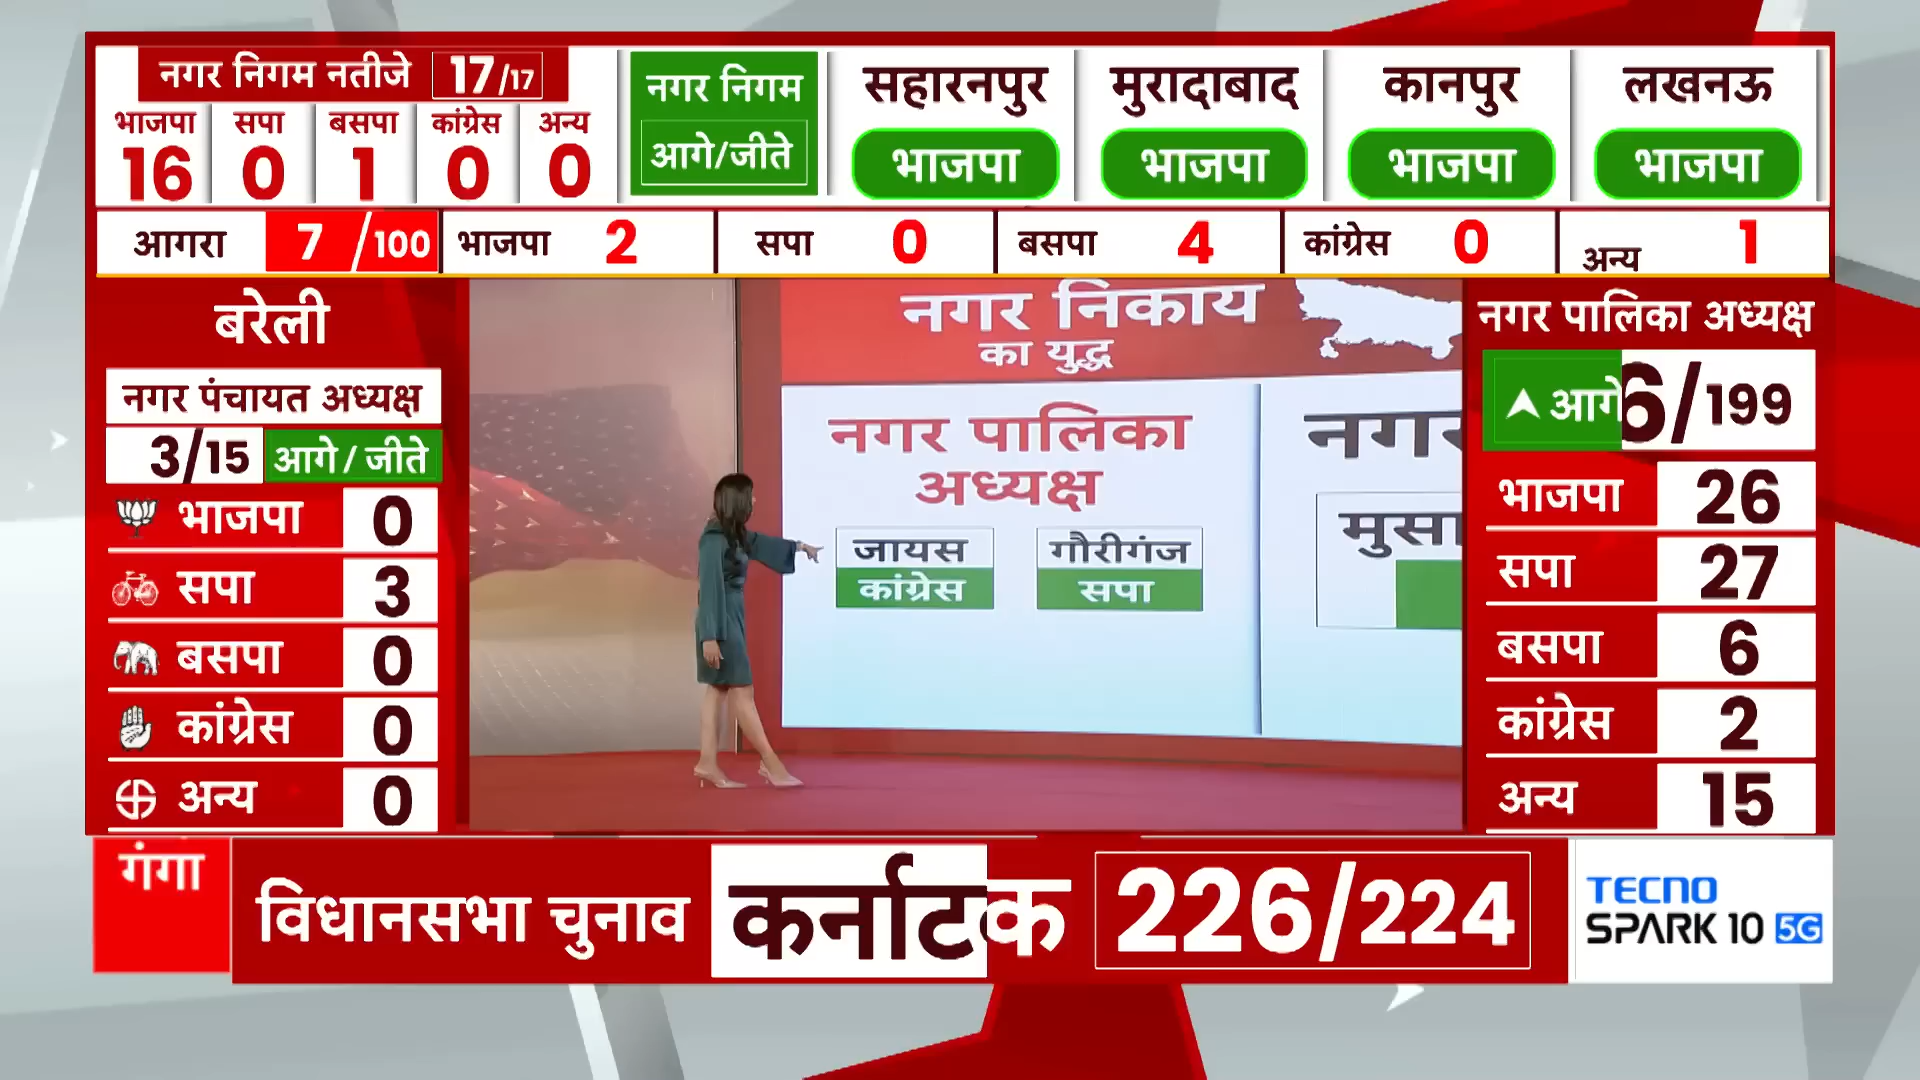 नगर निगम नतीजे 17/17
भाजपा सपा बसपा कांग्रेस अन्य
16 0 1 0 0
नगर निगम
आगे/जीते
सहारनपुर मुरादाबाद कानपुर लखनऊ
भाजपा भाजपा भाजपा भाजपा
आगरा 7 /100 भाजपा 2 सपा 0 बसपा 4 कांग्रेस 0 अन्य 1
बरेली
नगर पंचायत अध्यक्ष
3/15 आगे / जीते
भाजपा 0
सपा 3
बसपा 0
कांग्रेस 0
अन्य 0
नगर निकाय
का युद्ध
नगर पालिका
अध्यक्ष
जायस
कांग्रेस
गौरीगंज
सपा
नगर पालिका अध्यक्ष
आगे 6/199
भाजपा 26
सपा 27
बसपा 6
कांग्रेस 2
अन्य 15
गंगा
विधानसभा चुनाव कर्नाटक 226/224
TECNO
SPARK 10 5G